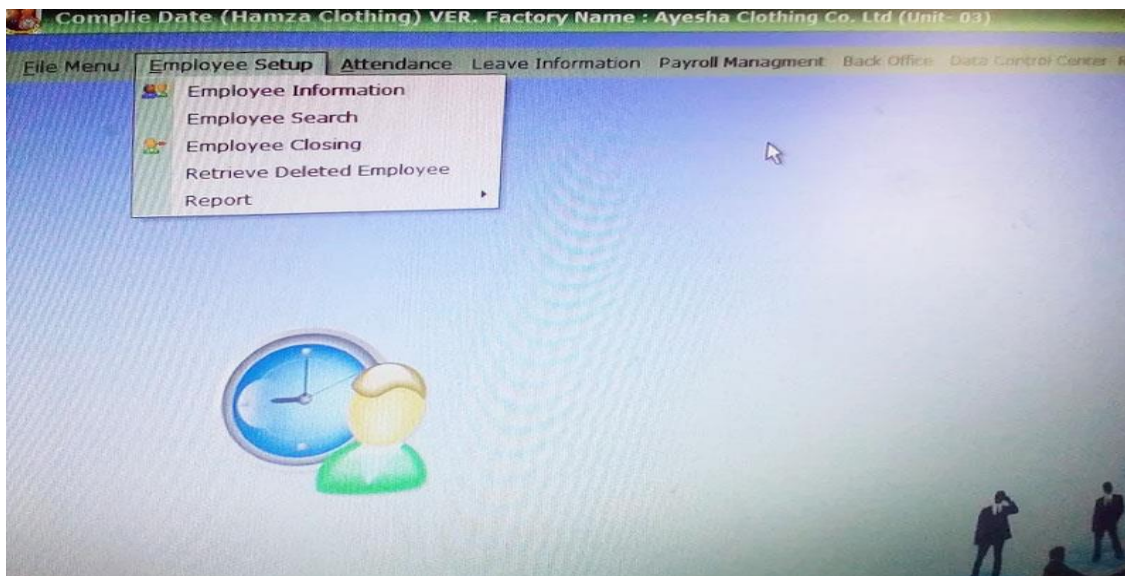 Complie Date (Hamza Clothing) VER. Factory Name : Ayesha Clothing Co. Ltd (Unit- 03)
File Menu Employee Setup Attendance Leave Information Payroll Managment Back Office Data Control Center
Employee Information
Employee Search
Employee Closing
Retrieve Deleted Employee
Report